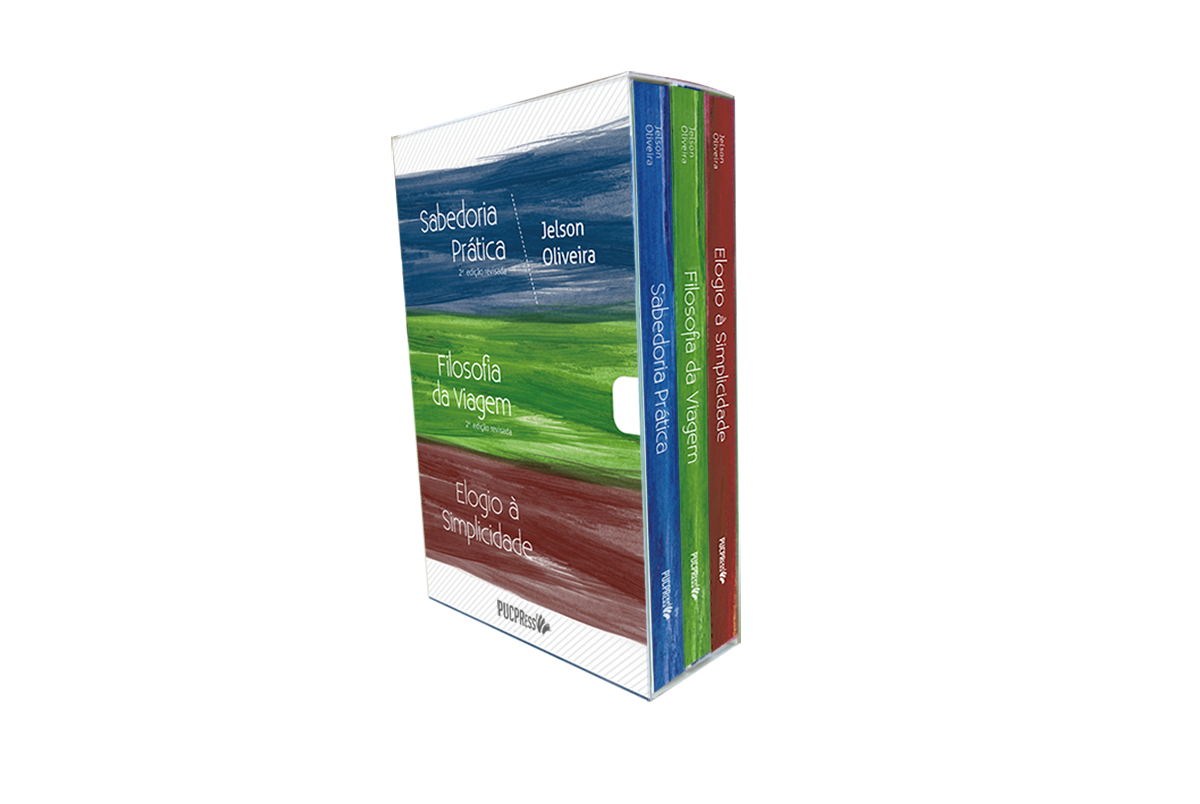 Sabedoria
Prática
2ª edição revisada
Jelson
Oliveira
Filosofia
da Viagem
2ª edição revisada
Elogio à
Simplicidade
PUCPRESS
Jelson
Oliveira
Sabedoria Prática
PUCPRESS
Jelson
Oliveira
Filosofia da Viagem
PUCPRESS
Jelson
Oliveira
Elogio à Simplicidade
PUCPRESS